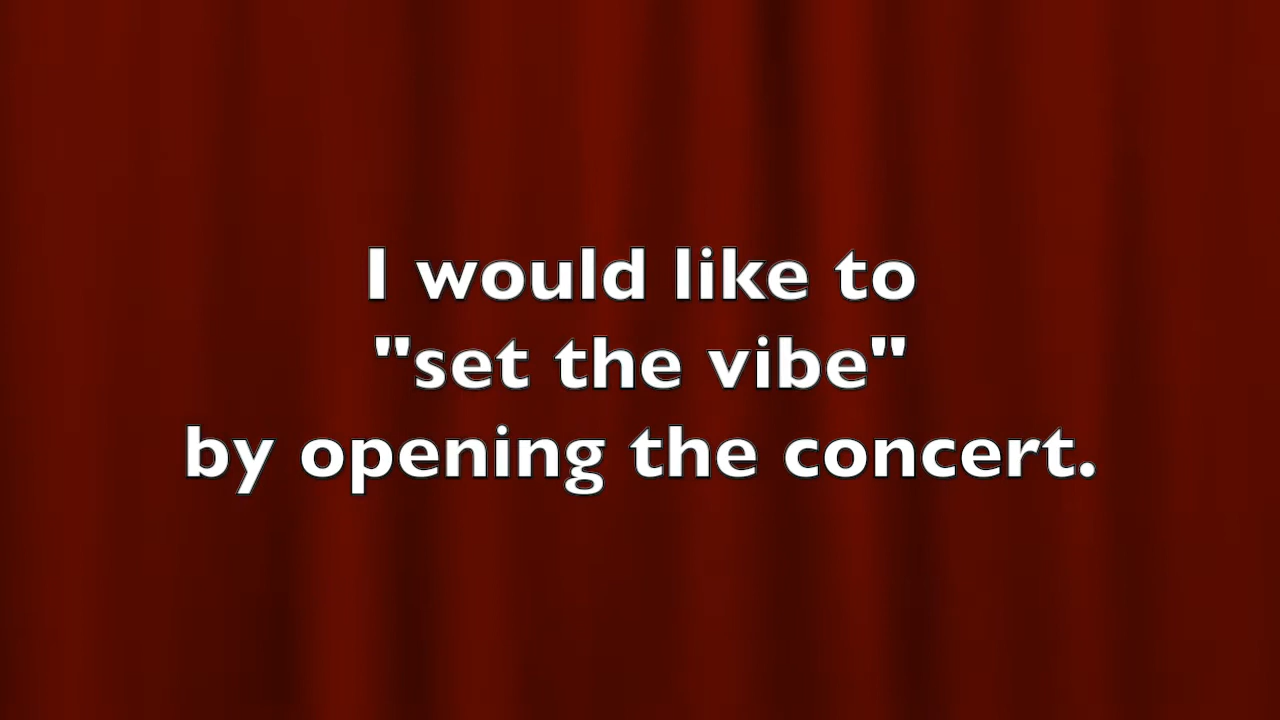 I would like to
"set the vibe"
by opening the concert.